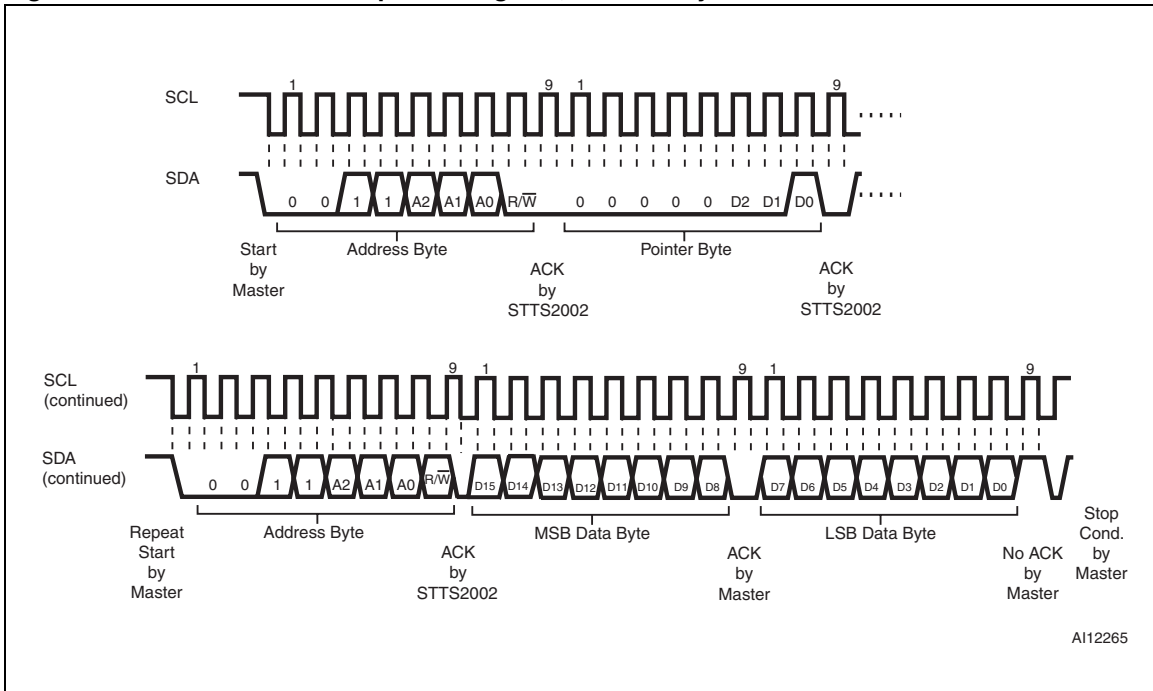 1 9 1 9
SCL
SDA
0 0 1 1 A2 A1 A0 R/W̅ 0 0 0 0 0 D2 D1 D0
Address Byte Pointer Byte
Start
by
Master
ACK
by
STTS2002
ACK
by
STTS2002
1 9 1 9 1 9
SCL
(continued)
SDA
(continued)
0 0 1 1 A2 A1 A0 R/W̅ D15 D14 D13 D12 D11 D10 D9 D8 D7 D6 D5 D4 D3 D2 D1 D0
Address Byte MSB Data Byte LSB Data Byte
Repeat
Start
by
Master
ACK
by
STTS2002
ACK
by
Master
No ACK
by
Master
Stop
Cond.
by
Master
AI12265